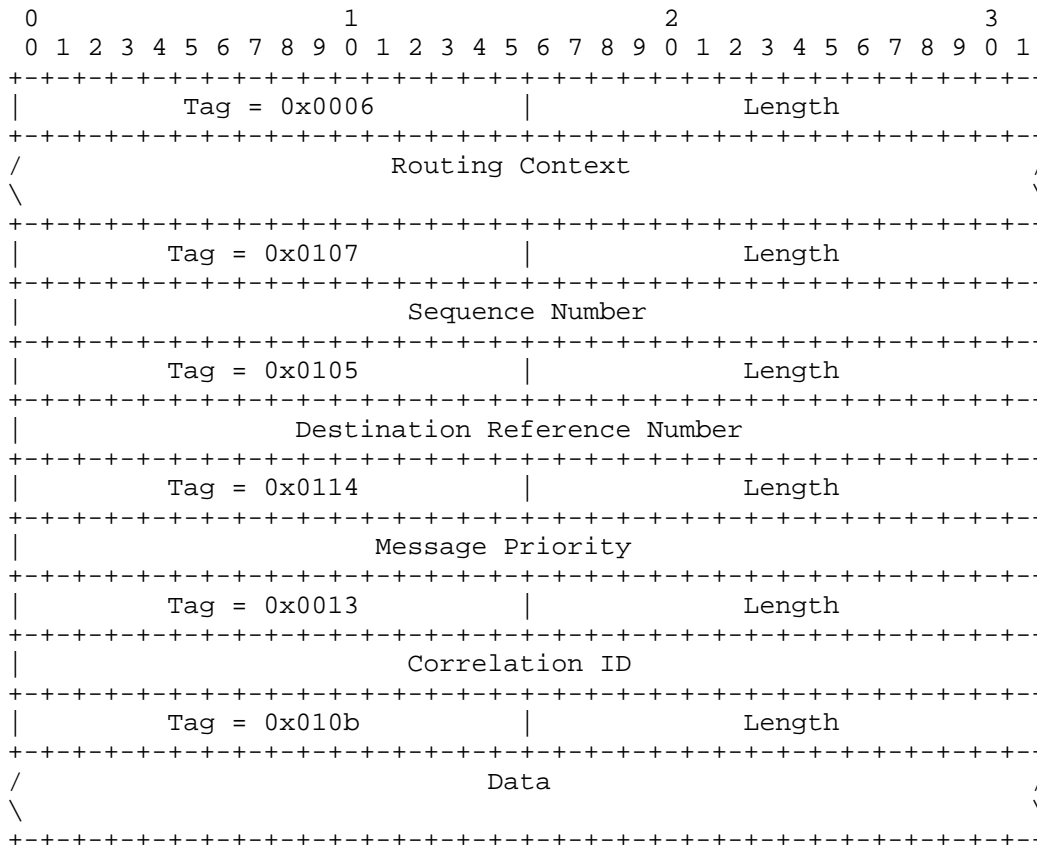 0                   1                   2                   3
 0 1 2 3 4 5 6 7 8 9 0 1 2 3 4 5 6 7 8 9 0 1 2 3 4 5 6 7 8 9 0 1
+-+-+-+-+-+-+-+-+-+-+-+-+-+-+-+-+-+-+-+-+-+-+-+-+-+-+-+-+-+-+-+--
|          Tag = 0x0006         |             Length
+-+-+-+-+-+-+-+-+-+-+-+-+-+-+-+-+-+-+-+-+-+-+-+-+-+-+-+-+-+-+-+--
/                       Routing Context                         /
\                                                               \
+-+-+-+-+-+-+-+-+-+-+-+-+-+-+-+-+-+-+-+-+-+-+-+-+-+-+-+-+-+-+-+--
|         Tag = 0x0107          |             Length
+-+-+-+-+-+-+-+-+-+-+-+-+-+-+-+-+-+-+-+-+-+-+-+-+-+-+-+-+-+-+-+--
|                        Sequence Number
+-+-+-+-+-+-+-+-+-+-+-+-+-+-+-+-+-+-+-+-+-+-+-+-+-+-+-+-+-+-+-+--
|         Tag = 0x0105          |             Length
+-+-+-+-+-+-+-+-+-+-+-+-+-+-+-+-+-+-+-+-+-+-+-+-+-+-+-+-+-+-+-+--
|                 Destination Reference Number
+-+-+-+-+-+-+-+-+-+-+-+-+-+-+-+-+-+-+-+-+-+-+-+-+-+-+-+-+-+-+-+--
|         Tag = 0x0114          |             Length
+-+-+-+-+-+-+-+-+-+-+-+-+-+-+-+-+-+-+-+-+-+-+-+-+-+-+-+-+-+-+-+--
|                      Message Priority
+-+-+-+-+-+-+-+-+-+-+-+-+-+-+-+-+-+-+-+-+-+-+-+-+-+-+-+-+-+-+-+--
|         Tag = 0x0013          |             Length
+-+-+-+-+-+-+-+-+-+-+-+-+-+-+-+-+-+-+-+-+-+-+-+-+-+-+-+-+-+-+-+--
|                        Correlation ID
+-+-+-+-+-+-+-+-+-+-+-+-+-+-+-+-+-+-+-+-+-+-+-+-+-+-+-+-+-+-+-+--
|         Tag = 0x010b          |             Length
+-+-+-+-+-+-+-+-+-+-+-+-+-+-+-+-+-+-+-+-+-+-+-+-+-+-+-+-+-+-+-+--
/                             Data                              /
\                                                               \
+-+-+-+-+-+-+-+-+-+-+-+-+-+-+-+-+-+-+-+-+-+-+-+-+-+-+-+-+-+-+-+--